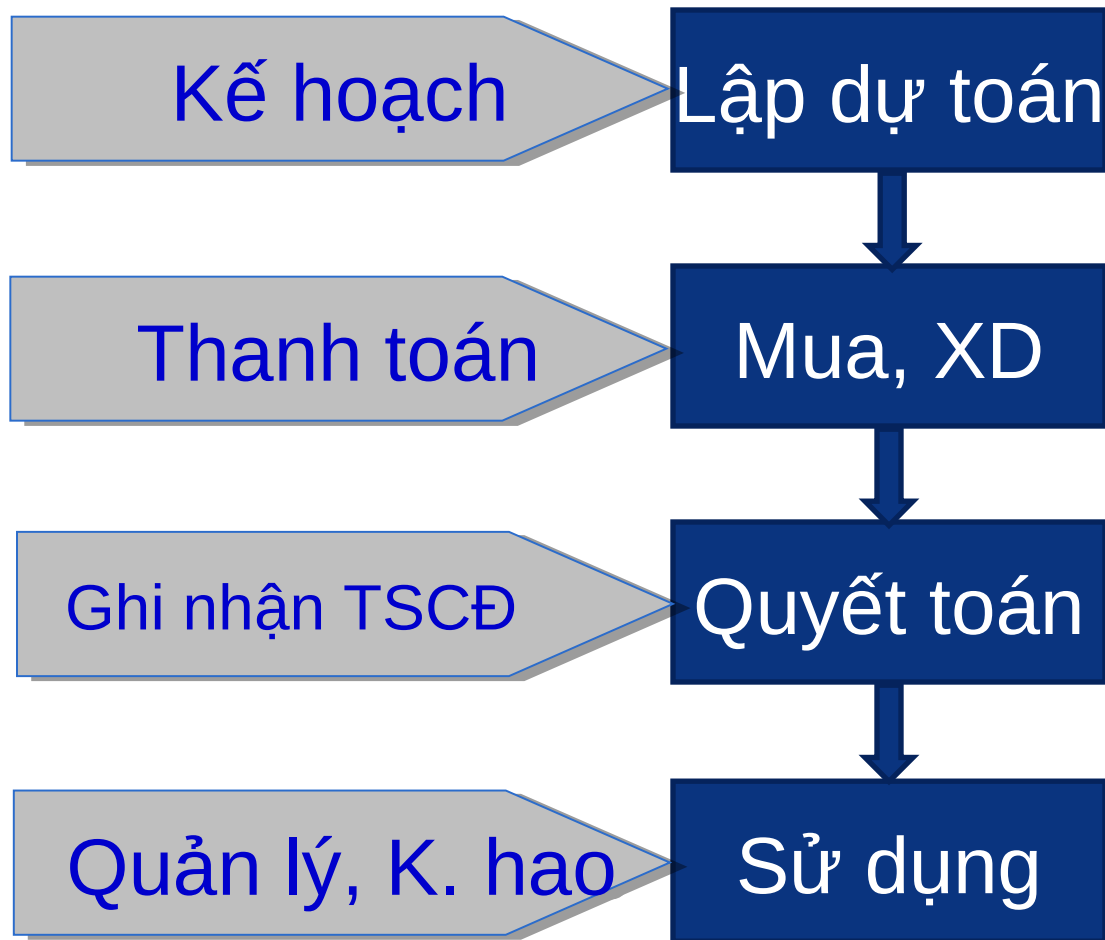 Kế hoạch
Lập dự toán
Thanh toán
Mua, XD
Ghi nhận TSCĐ
Quyết toán
Quản lý, K. hao
Sử dụng